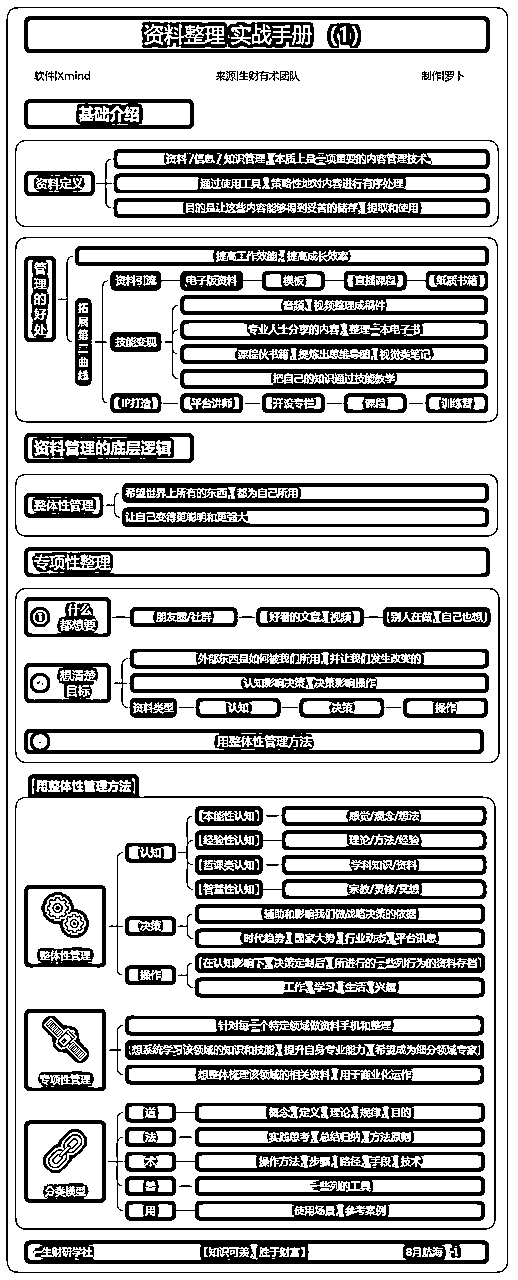 资料整理 实战手册 （1）
软件|Xmind 来源|生财有术团队 制作|萝卜
基础介绍
资料定义
资料 / 信息 / 知识管理，本质上是一项重要的内容管理技术。
通过使用工具，策略性地对内容进行有序处理
目的是让这些内容能够得到妥善的储存、提取和使用
管理的好处
提高工作效能，提高成长效率
拓展第二曲线
资料引流 电子版资料 模板 直播课程 纸质书籍
技能变现
音频、视频整理成稿件
专业人士分享的内容，整理一本电子书
课程伙书籍，提炼出思维导图，视觉类笔记
把自己的知识通过技能教学
IP打造 平台讲师 开设专栏 课程 训练营
资料管理的底层逻辑
整体性管理
希望世界上所有的东西，都为自己所用
让自己变得更聪明和更强大
专项性整理
① 什么都想要 朋友圈/社群 好看的文章、视频 别人在做，自己也想
想清楚目标
外部东西是如何被我们所用，并让我们发生改变的
认知影响决策，决策影响操作
资料类型 认知 决策 操作
用整体性管理方法
用整体性管理方法
整体性管理
认知
本能性认知 感觉/观念/想法
经验性认知 理论/方法/经验
哲课类认知 学科知识/资料
智慧性认知 宗教/灵修/冥想
决策
辅助和影响我们做战略决策的依据
时代趋势、国家大势、行业动态、平台讯息
操作
在认知影响下，决策定制后，所进行的一些列行为的资料存档
工作、学习、生活、兴趣
专项性管理
针对每一个特定领域做资料手机和整理
想系统学习该领域的知识和技能，提升自身专业能力，希望成为细分领域专家
想整体梳理该领域的相关资料，用于商业化运作
分类模型
道 概念、定义、理论、规律、目的
法 实践思考、总结归纳、方法原则
术 操作方法、步骤、路径、手段、技术
器 一些列的工具
用 使用场景、参考案例
生财研学社 【知识可羡，胜于财富】 8月航海